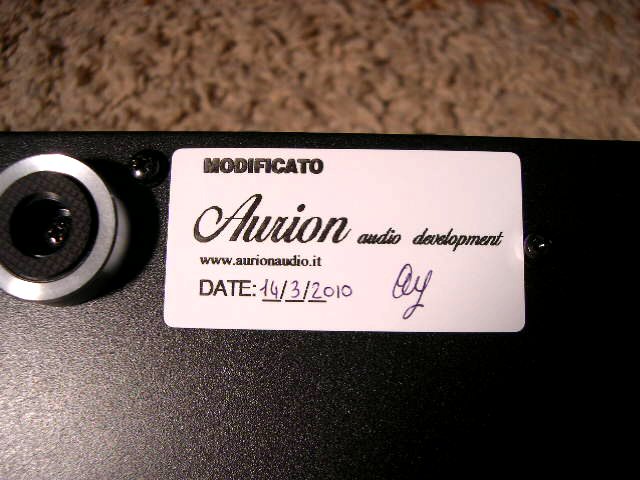 MODIFICATO
Aurion audio development
www.aurionaudio.it
DATE: 14/3/2010